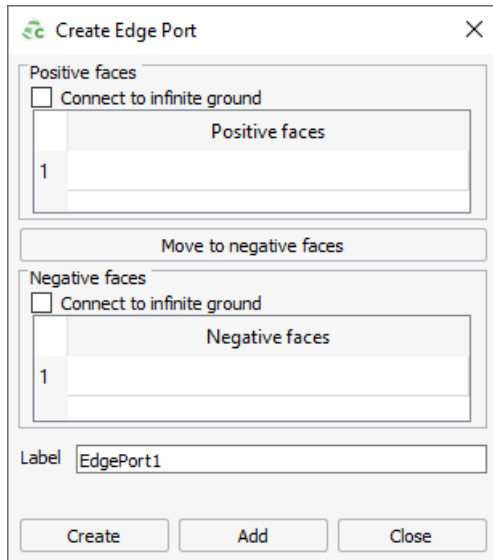 Create Edge Port
Positive faces
Connect to infinite ground
Positive faces
1
Move to negative faces
Negative faces
Connect to infinite ground
Negative faces
1
Label EdgePort1
Create Add Close